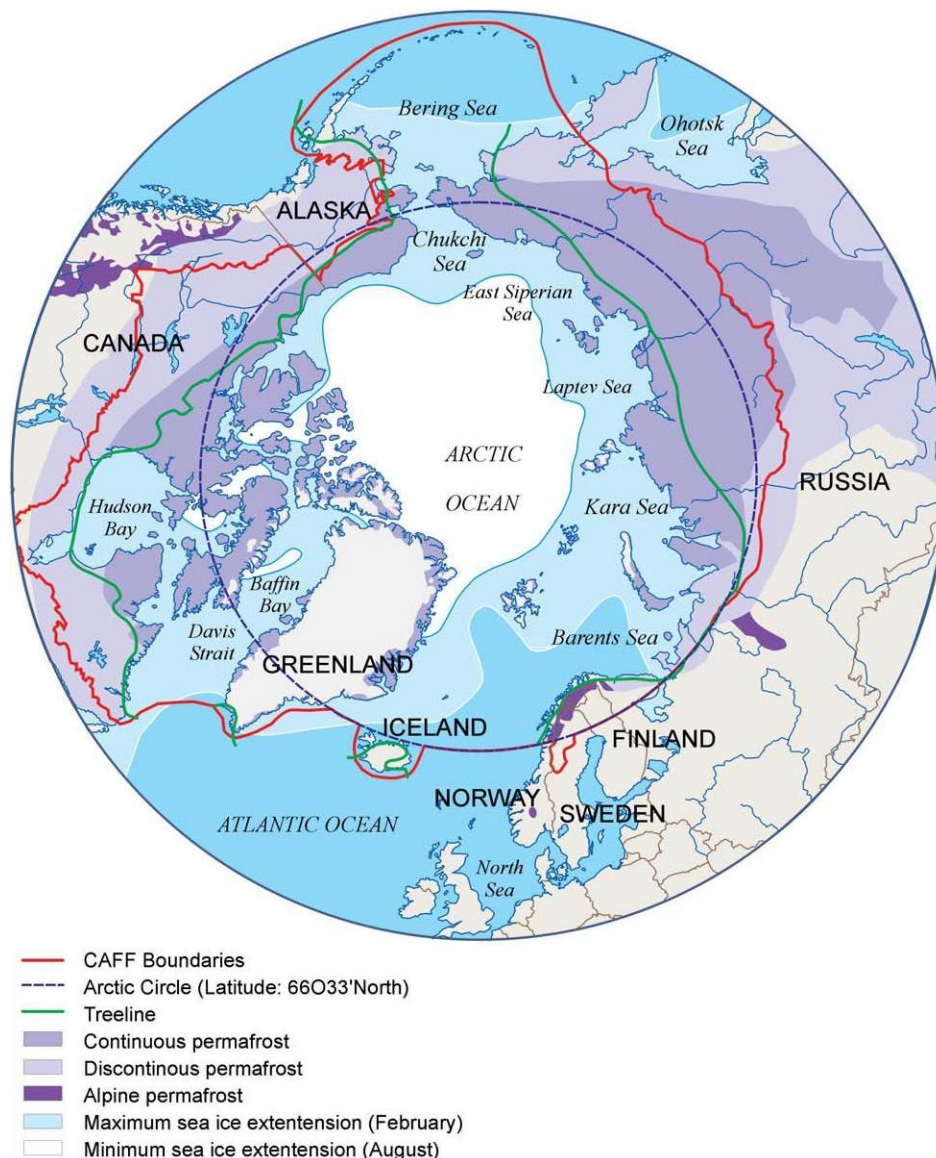 Bering Sea
Ohotsk
Sea
ALASKA
Chukchi
Sea
East Siperian
Sea
CANADA
Laptev Sea
ARCTIC
OCEAN
RUSSIA
Hudson
Bay
Kara Sea
Baffin
Bay
Davis
Strait
Barents Sea
GREENLAND
ICELAND
FINLAND
NORWAY
SWEDEN
ATLANTIC OCEAN
North
Sea
CAFF Boundaries
Arctic Circle (Latitude: 66O33'North)
Treeline
Continuous permafrost
Discontinous permafrost
Alpine permafrost
Maximum sea ice extentension (February)
Minimum sea ice extentension (August)